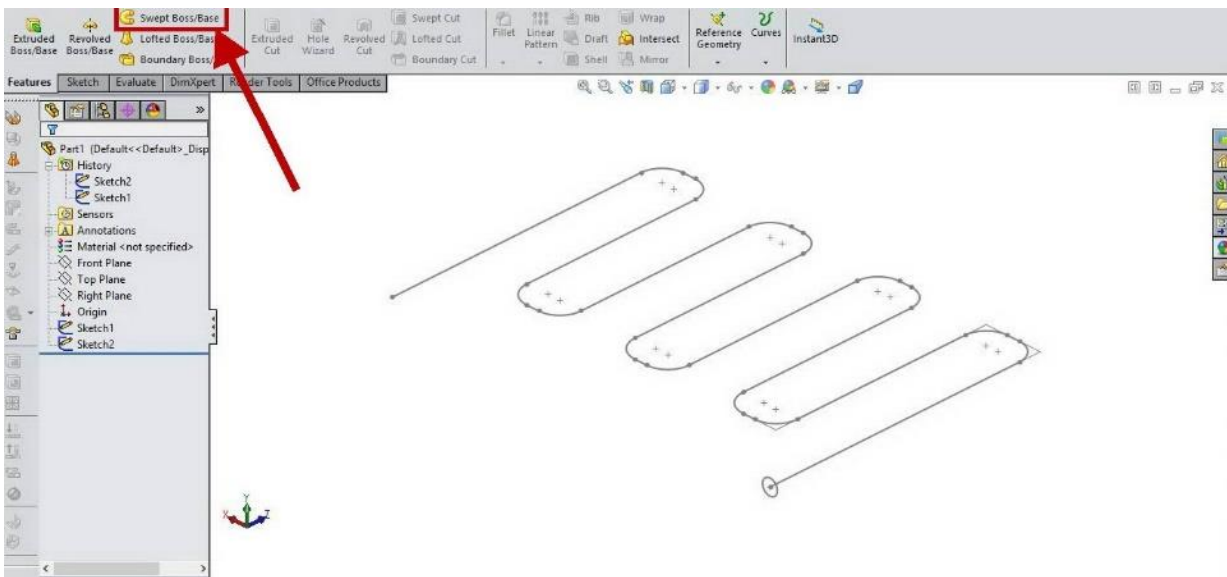 Extruded Boss/Base
Revolved Boss/Base
Swept Boss/Base
Lofted Boss/Bas
Boundary Boss/
Extruded Cut
Hole Wizard
Revolved Cut
Swept Cut
Lofted Cut
Boundary Cut
Fillet
Linear Pattern
Rib
Draft
Shell
Wrap
Intersect
Mirror
Reference Geometry
Curves
Instant3D
Features Sketch Evaluate DimXpert Render Tools Office Products
»
Part1 (Default<<Default>_Disp
History
Sketch2
Sketch1
Sensors
Annotations
Material <not specified>
Front Plane
Top Plane
Right Plane
Origin
Sketch1
Sketch2
Y
X
Z